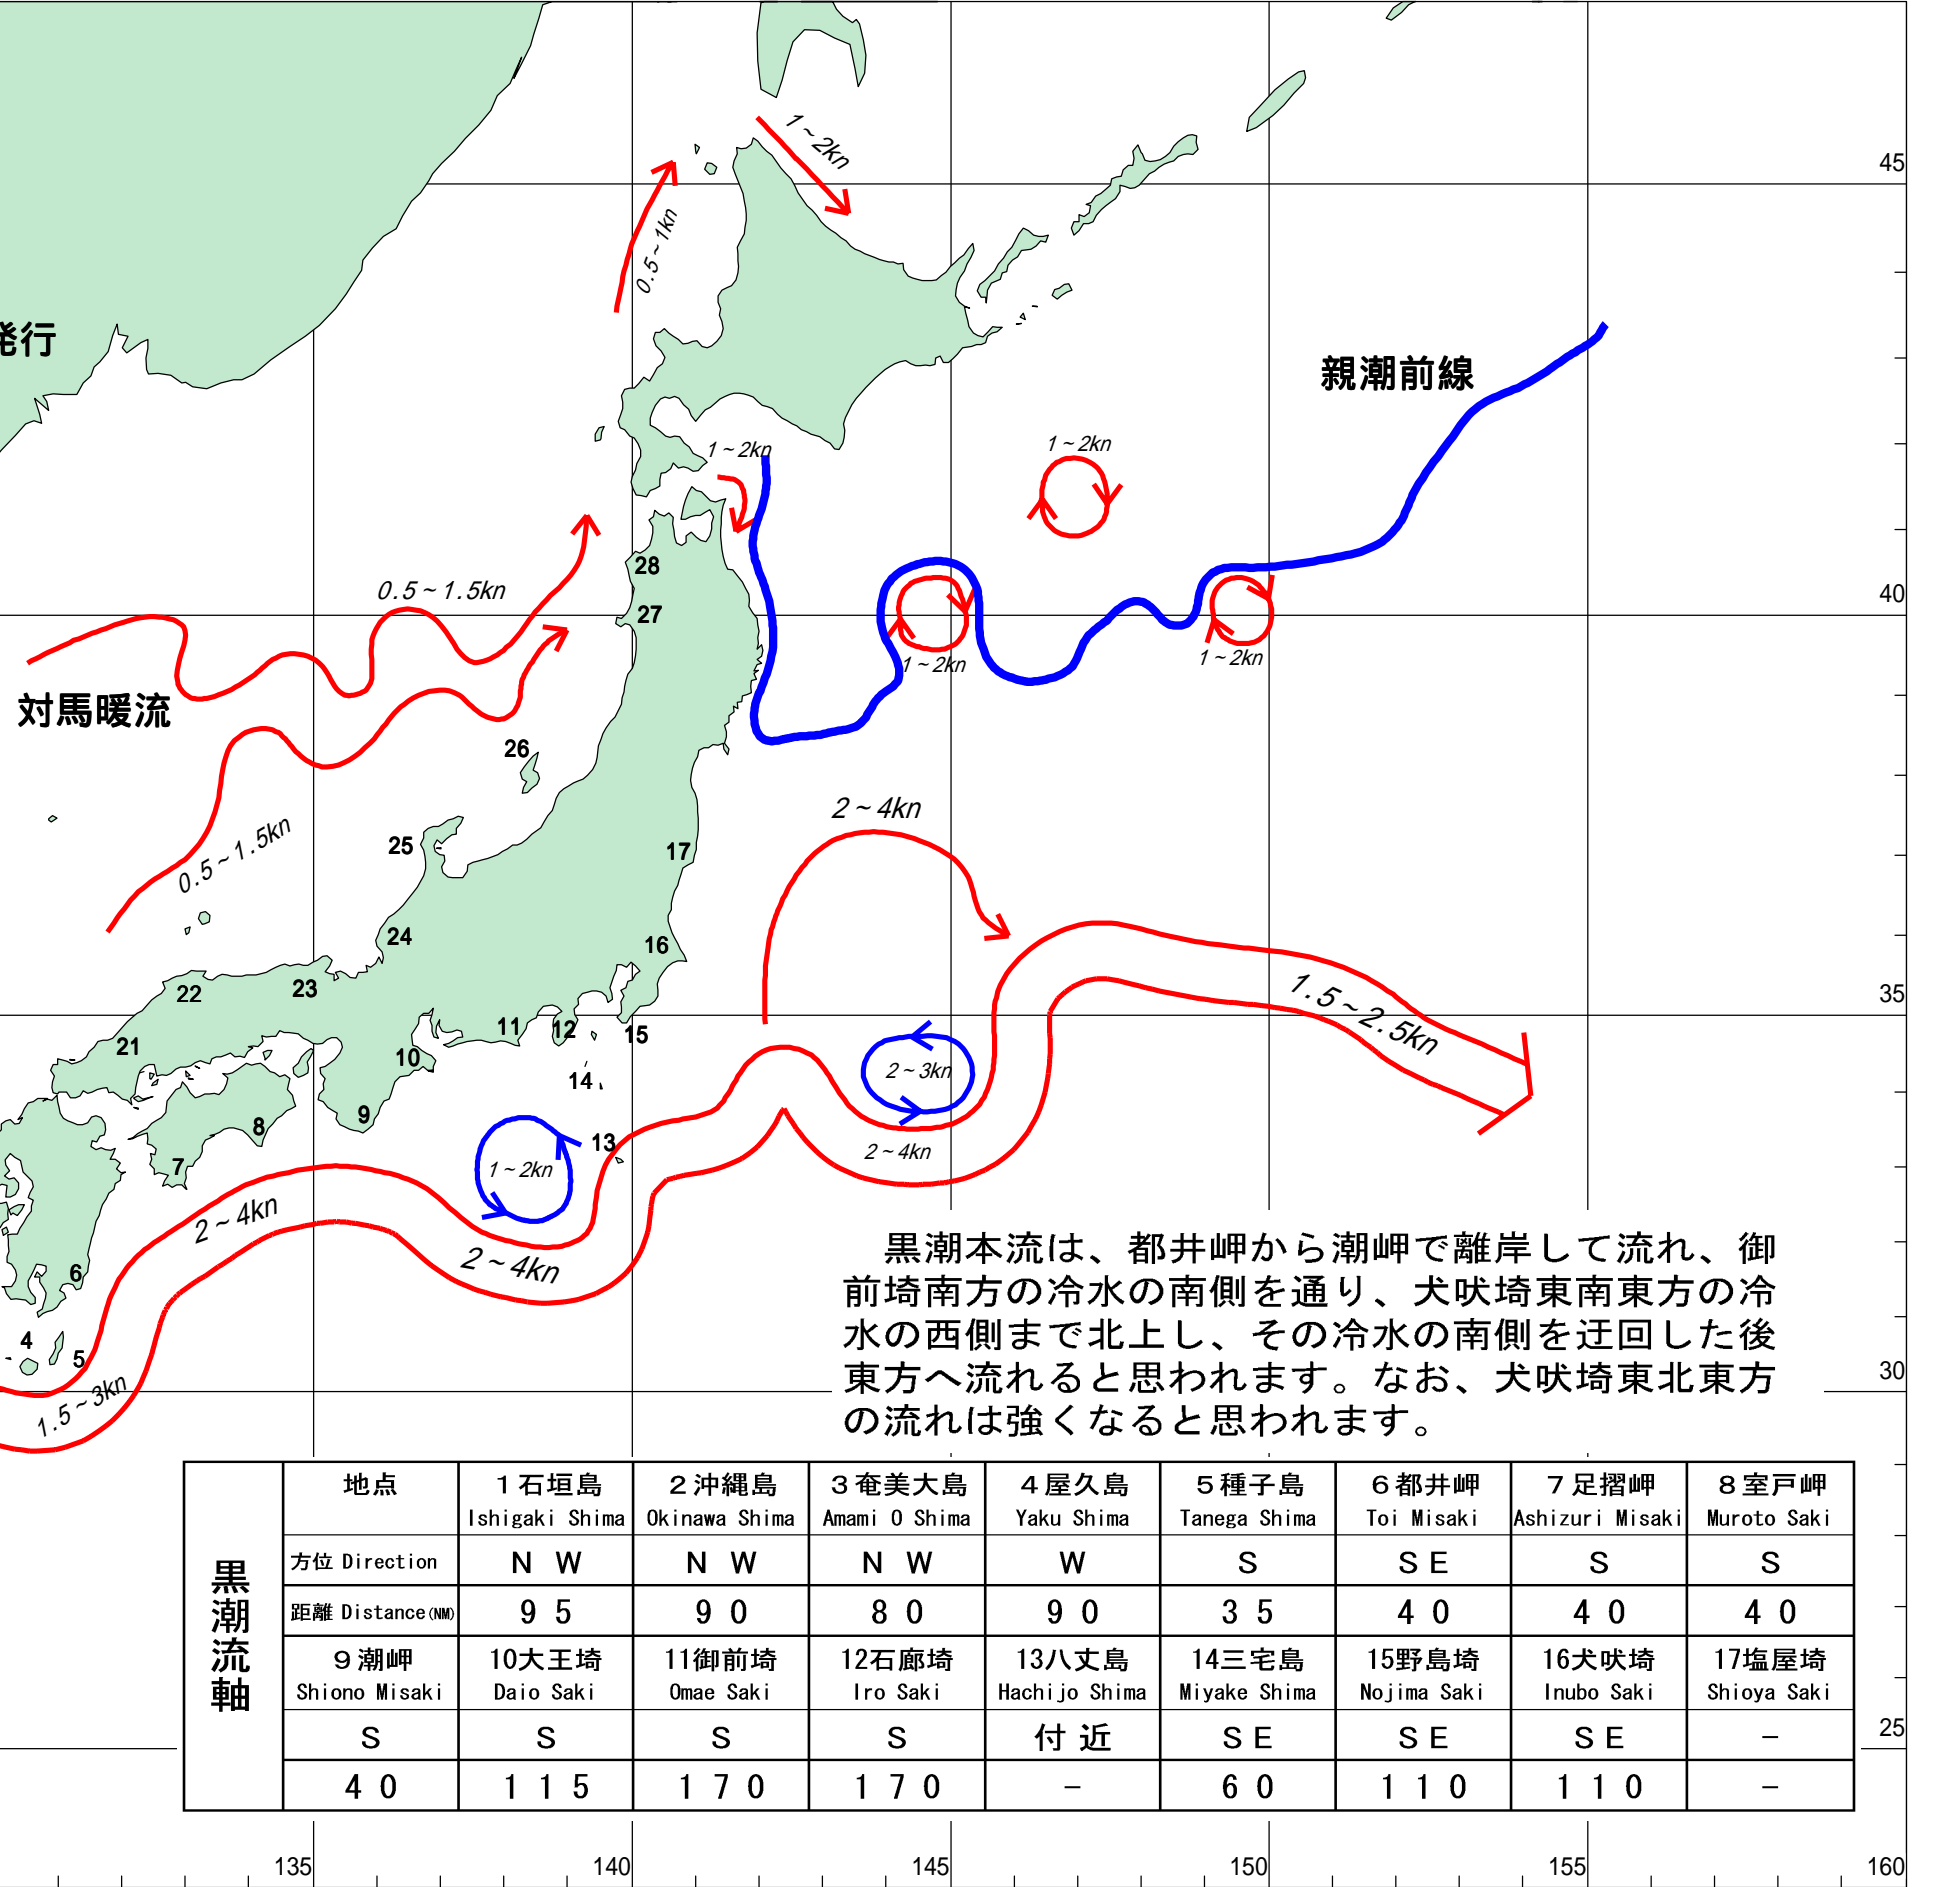 1~2kn
45
0.5~1kn
発行
親潮前線
1~2kn
1~2kn
28
0.5~1.5kn
40
27
1~2kn
1~2kn
対馬暖流
26
2~4kn
0.5~1.5kn
25
17
24
16
22
23
35
1.5~2.5kn
11
12
15
21
10
14
2~3kn
9
8
13
7
1~2kn
2~4kn
2~4kn
2~4kn
6
4
5
1.5~3kn
黒潮本流は、都井岬から潮岬で離岸して流れ、御
前埼南方の冷水の南側を通り、犬吠埼東南東方の冷
水の西側まで北上し、その冷水の南側を迂回した後
東方へ流れると思われます。なお、犬吠埼東北東方
の流れは強くなると思われます。
30
黒潮流軸
地点 1石垣島 2沖縄島 3奄美大島 4屋久島 5種子島 6都井岬 7足摺岬 8室戸岬
Ishigaki Shima Okinawa Shima Amami O Shima Yaku Shima Tanega Shima Toi Misaki Ashizuri Misaki Muroto Saki
方位 Direction N W N W N W W S S E S S
距離 Distance(NM) 9 5 9 0 8 0 9 0 3 5 4 0 4 0 4 0
9潮岬 10大王埼 11御前埼 12石廊埼 13八丈島 14三宅島 15野島埼 16犬吠埼 17塩屋埼
Shiono Misaki Daio Saki Omae Saki Iro Saki Hachijo Shima Miyake Shima Nojima Saki Inubo Saki Shioya Saki
S S S S 付近 S E S E S E －
4 0 1 1 5 1 7 0 1 7 0 － 6 0 1 1 0 1 1 0 －
25
135 140 145 150 155 160